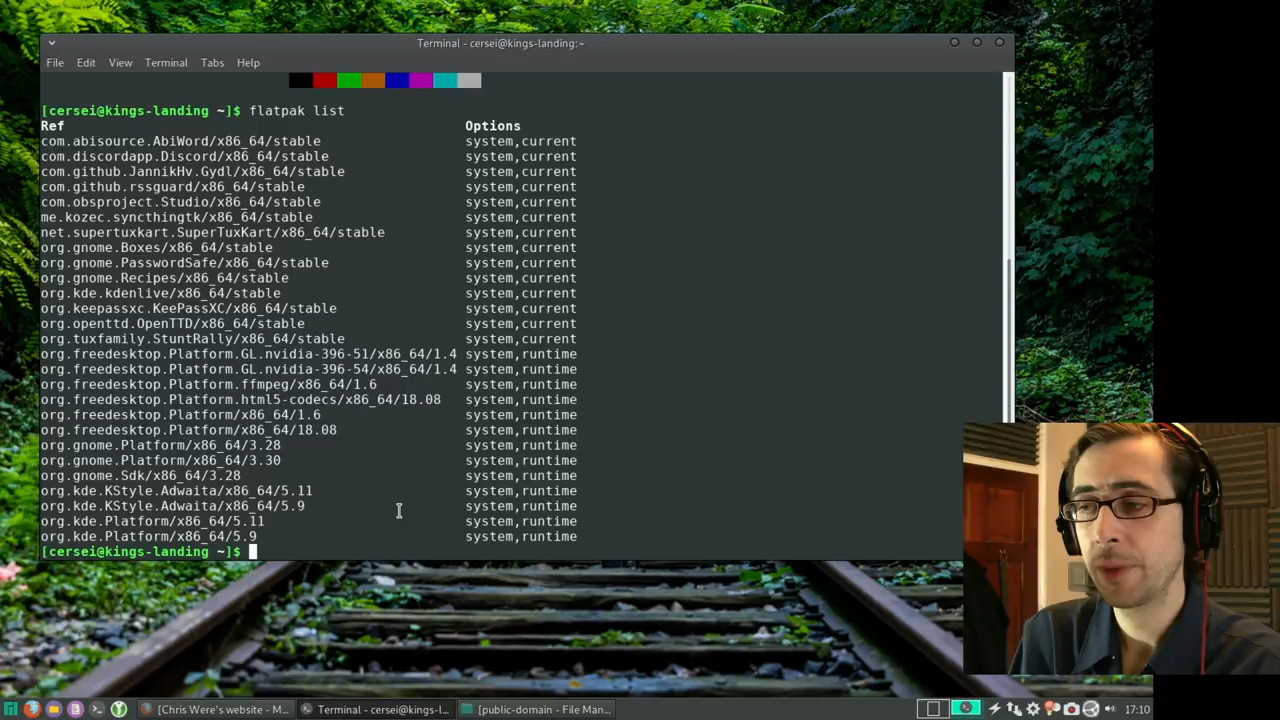 Terminal - cersei@kings-landing:~
File Edit View Terminal Tabs Help
[cersei@kings-landing ~]$ flatpak list
Ref Options
com.abisource.AbiWord/x86_64/stable system,current
com.discordapp.Discord/x86_64/stable system,current
com.github.JannikHv.Gydl/x86_64/stable system,current
com.github.rssguard/x86_64/stable system,current
com.obsproject.Studio/x86_64/stable system,current
me.kozec.syncthingtk/x86_64/stable system,current
net.supertuxkart.SuperTuxKart/x86_64/stable system,current
org.gnome.Boxes/x86_64/stable system,current
org.gnome.PasswordSafe/x86_64/stable system,current
org.gnome.Recipes/x86_64/stable system,current
org.kde.kdenlive/x86_64/stable system,current
org.keepassxc.KeePassXC/x86_64/stable system,current
org.openttd.OpenTTD/x86_64/stable system,current
org.tuxfamily.StuntRally/x86_64/stable system,current
org.freedesktop.Platform.GL.nvidia-396-51/x86_64/1.4 system,runtime
org.freedesktop.Platform.GL.nvidia-396-54/x86_64/1.4 system,runtime
org.freedesktop.Platform.ffmpeg/x86_64/1.6 system,runtime
org.freedesktop.Platform.html5-codecs/x86_64/18.08 system,runtime
org.freedesktop.Platform/x86_64/1.6 system,runtime
org.freedesktop.Platform/x86_64/18.08 system,runtime
org.gnome.Platform/x86_64/3.28 system,runtime
org.gnome.Platform/x86_64/3.30 system,runtime
org.gnome.Sdk/x86_64/3.28 system,runtime
org.kde.KStyle.Adwaita/x86_64/5.11 system,runtime
org.kde.KStyle.Adwaita/x86_64/5.9 system,runtime
org.kde.Platform/x86_64/5.11 system,runtime
org.kde.Platform/x86_64/5.9 system,runtime
[cersei@kings-landing ~]$
[Chris Were's website - M... Terminal - cersei@kings-l... [public-domain - File Man... 17:10